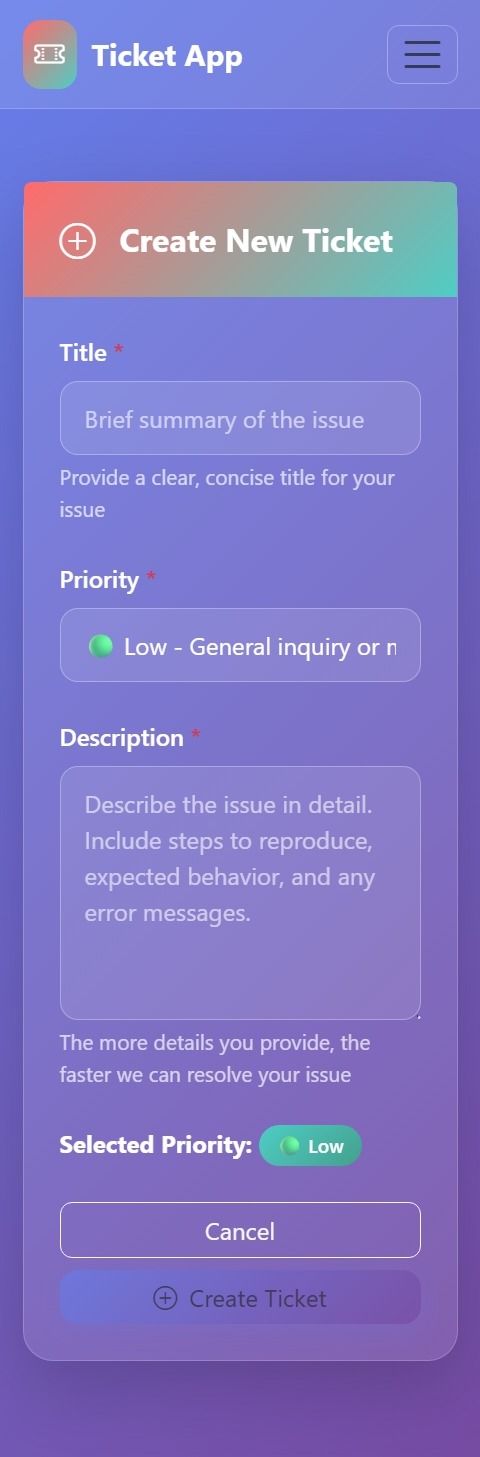 Ticket App
Create New Ticket
Title *
Brief summary of the issue
Provide a clear, concise title for your
issue
Priority *
Low - General inquiry or
Description *
Describe the issue in detail.
Include steps to reproduce,
expected behavior, and any
error messages.
The more details you provide, the
faster we can resolve your issue
Selected Priority: Low
Cancel
Create Ticket